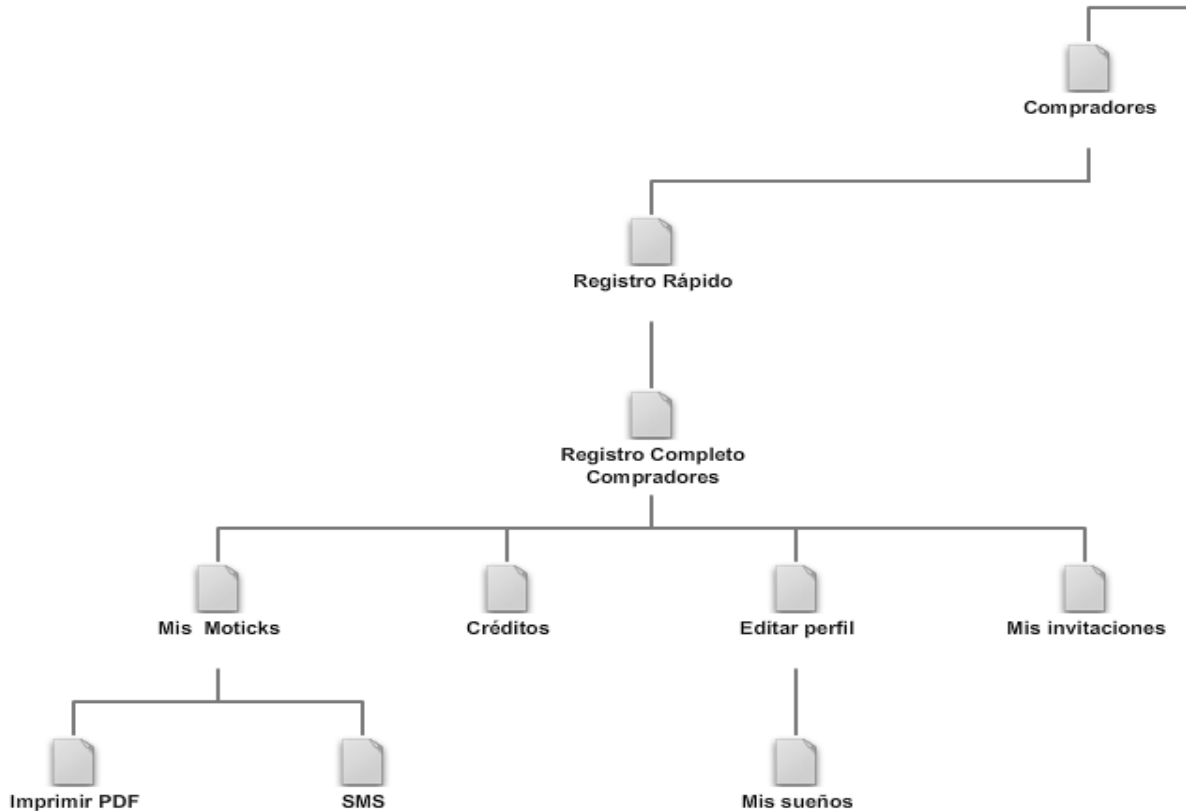 Compradores
Registro Rápido
Registro Completo
Compradores
Mis Moticks
Créditos
Editar perfil
Mis invitaciones
Imprimir PDF
SMS
Mis sueños